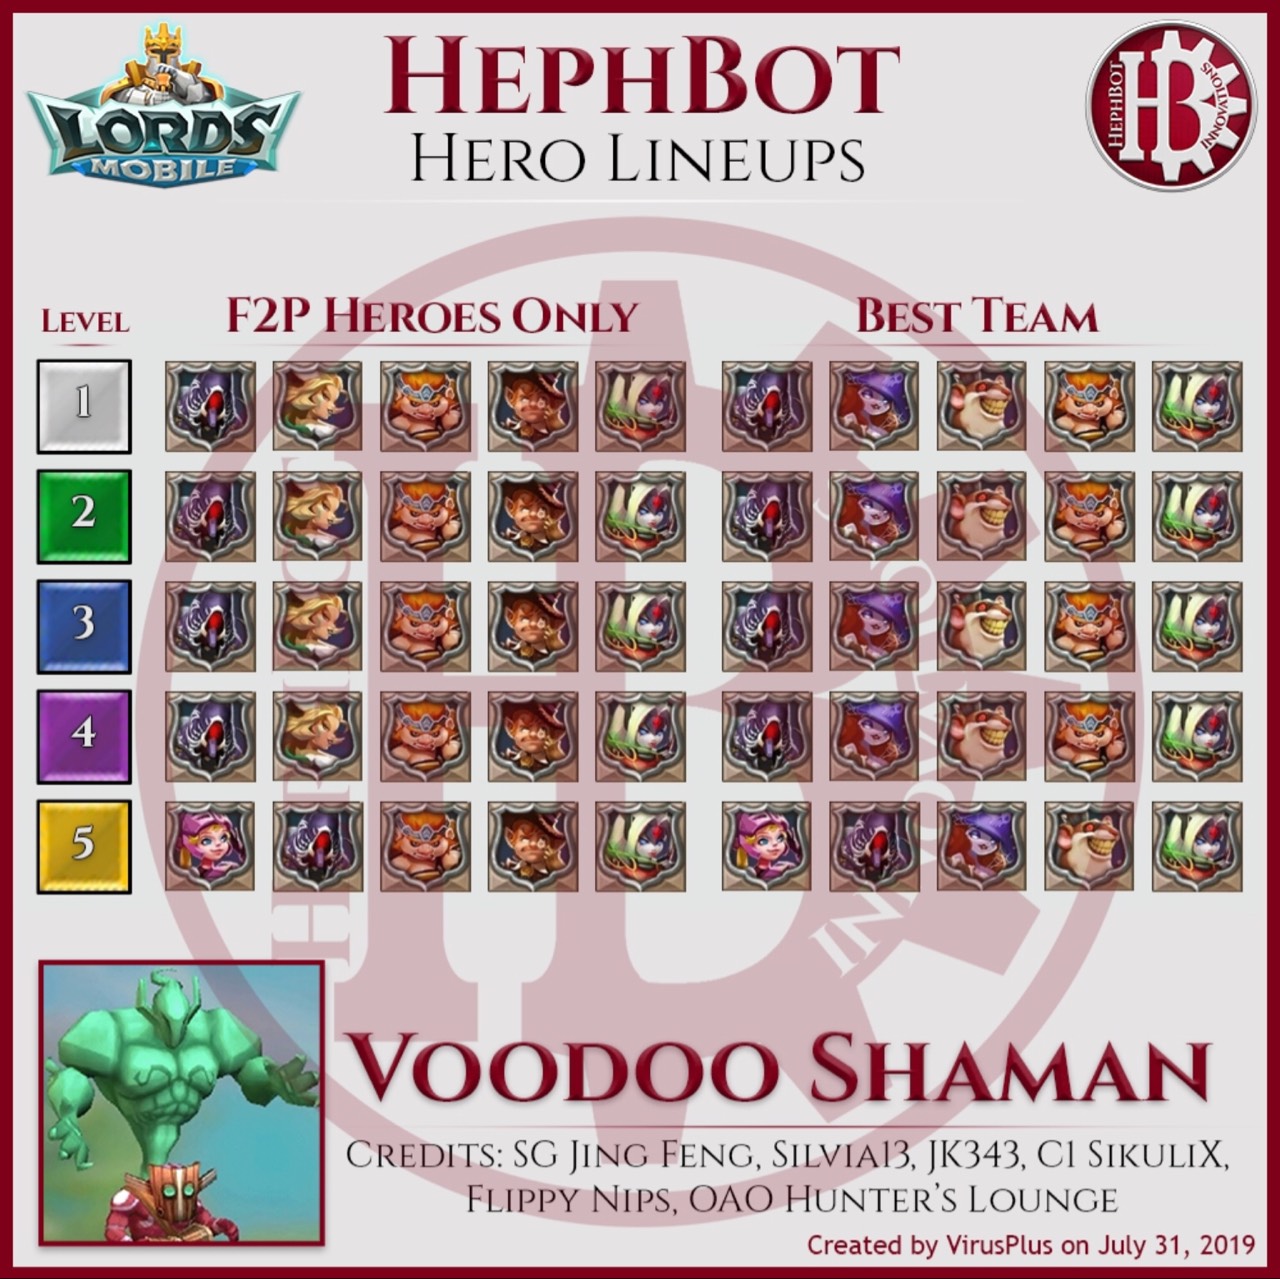 LORDS
MOBILE
HEPHBOT
HERO LINEUPS
HEPHBOT
INNOVATIONS
LEVEL
F2P HEROES ONLY
BEST TEAM
1
2
3
4
5
VOODOO SHAMAN
CREDITS: SG JING FENG, SILVIA13, JK343, C1 SIKULIX,
FLIPPY NIPS, OAO HUNTER'S LOUNGE
Created by VirusPlus on July 31, 2019